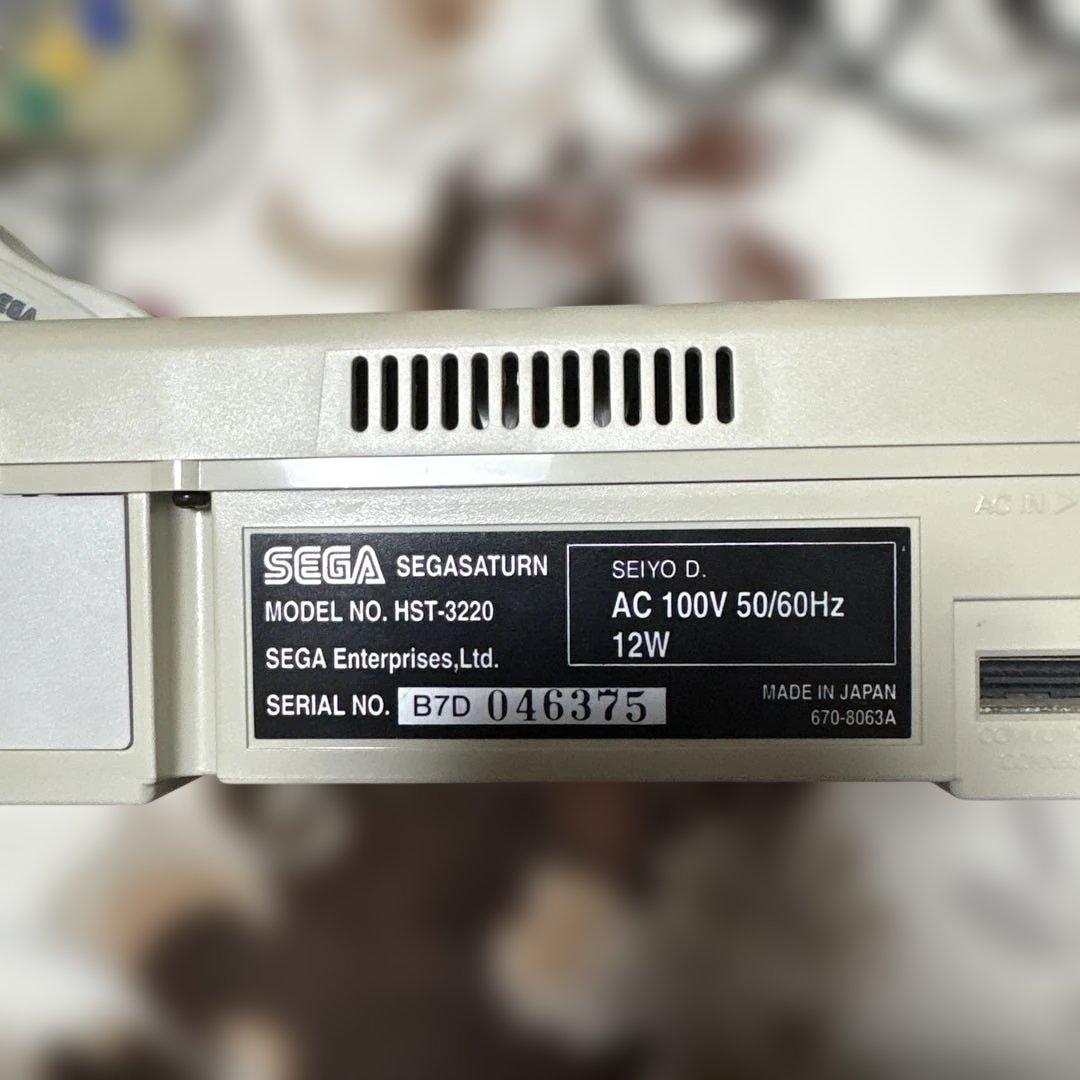 AC IN >
SEGA SEGASATURN
MODEL NO. HST-3220
SEGA Enterprises,Ltd.
SERIAL NO. B7D 046375
SEIYO D.
AC 100V 50/60Hz
12W
MADE IN JAPAN
670-8063A